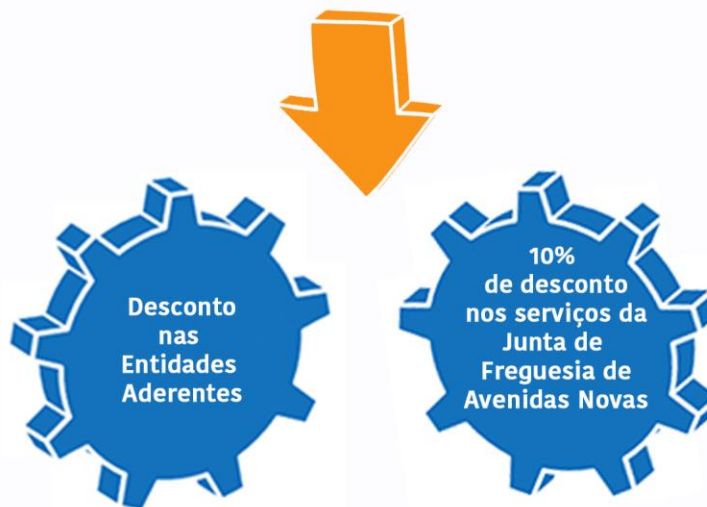 Desconto
nas
Entidades
Aderentes
10%
de desconto
nos serviços da
Junta de
Freguesia de
Avenidas Novas